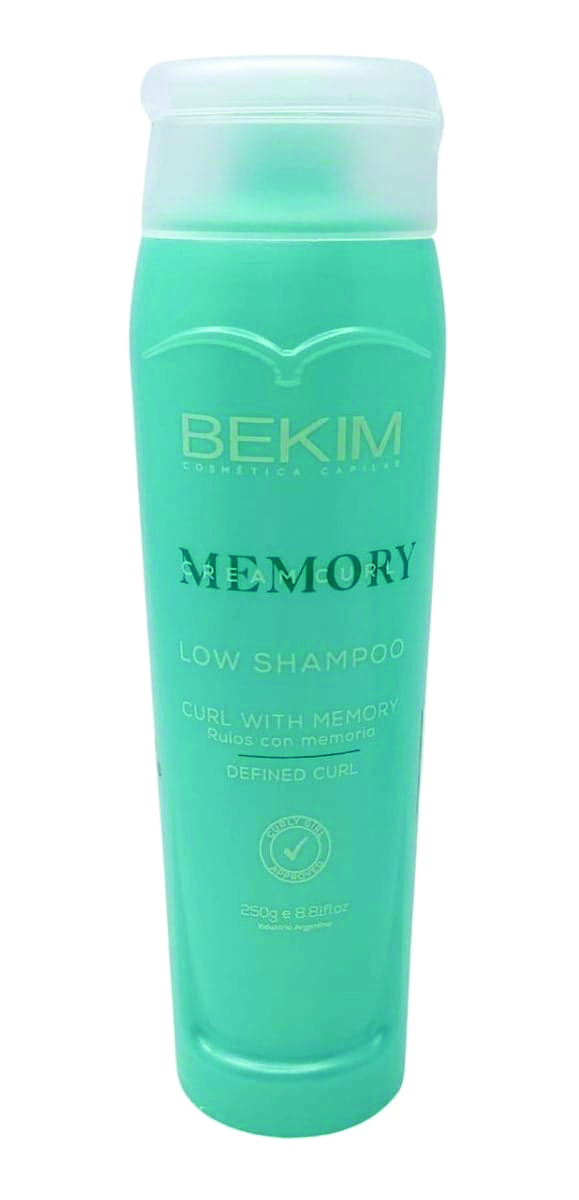 BEKIM
COSMÉTICA CAPILAR
MEMORY
CREAM CURL
LOW SHAMPOO
CURL WITH MEMORY
Rulos con memoria
DEFINED CURL
CURLY GIRL
APPROVED
250g e 8.81fl.oz
Industria Argentina